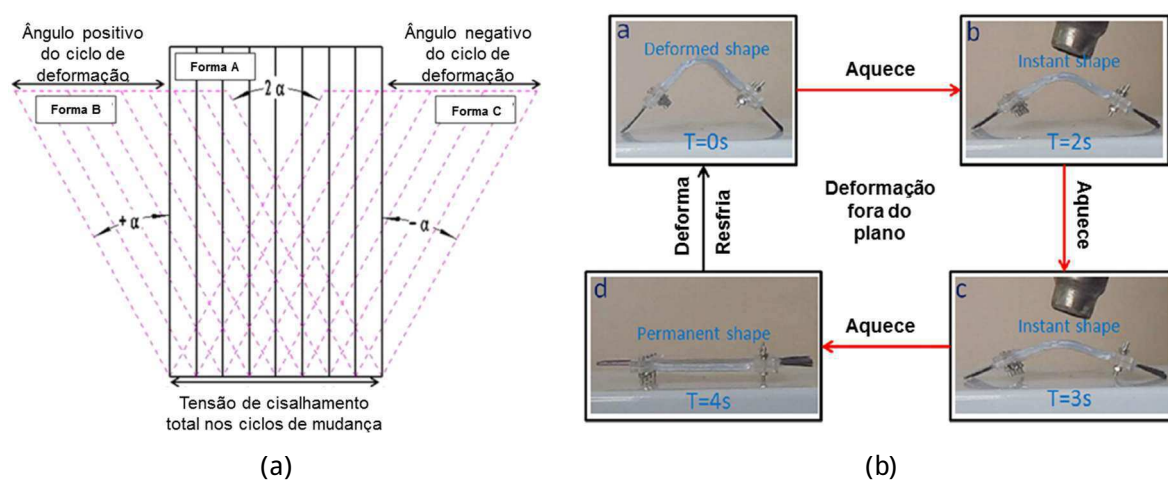 Ângulo positivo
do ciclo de
deformação
Forma A
Ângulo negativo
do ciclo de
deformação
Forma B
2 α
Forma C
+ α
- α
Tensão de cisalhamento
total nos ciclos de mudança
(a)
a
Deformed shape
T=0s
Aquece
b
Instant shape
T=2s
Deforma
Resfria
Deformação
fora do
plano
Aquece
d
Permanent shape
T=4s
Aquece
c
Instant shape
T=3s
(b)